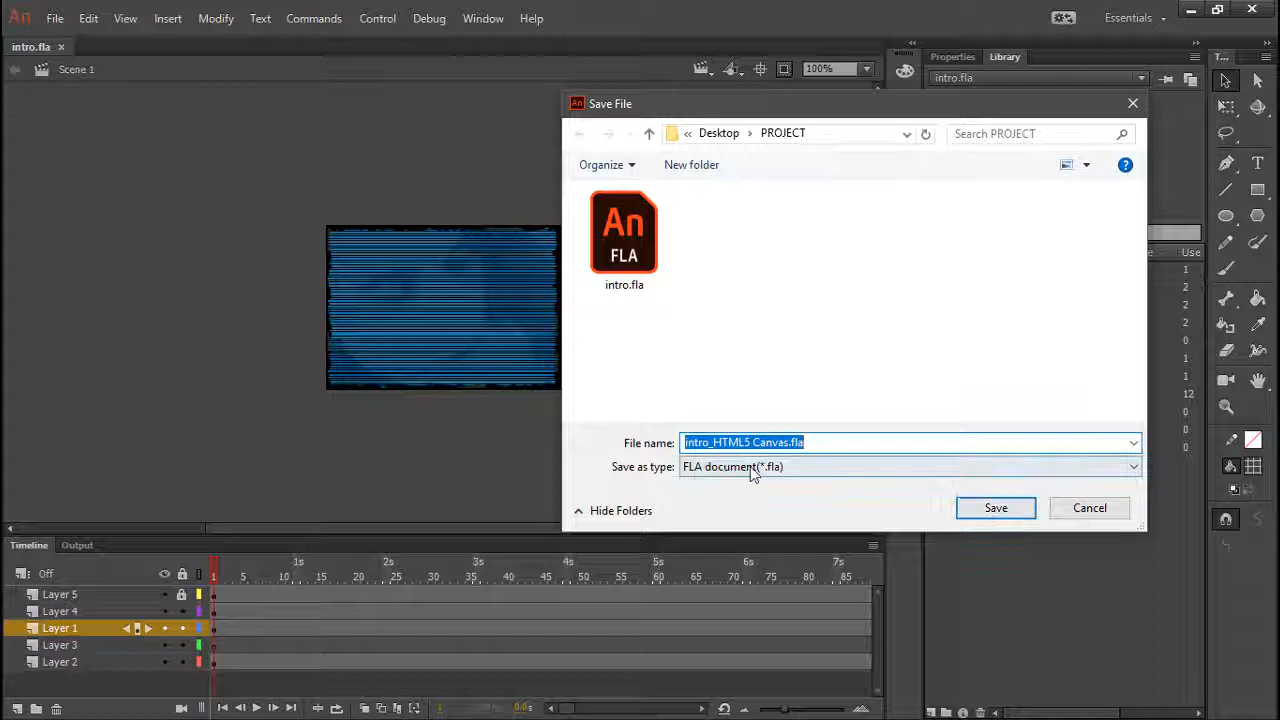 An File Edit View Insert Modify Text Commands Control Debug Window Help Essentials
intro.fla
Scene 1 100%
Properties Library T...
intro.fla
An Save File
« Desktop > PROJECT Search PROJECT
Organize New folder ?
An
FLA
intro.fla
Use
1
2
2
2
0
1
1
12
0
0
0
File name: intro_HTML5 Canvas.fla
Save as type: FLA document(*.fla)
Hide Folders Save Cancel
Timeline Output
Off 1s 2s 3s 4s 5s 6s 7s
1 5 10 15 20 25 30 35 40 45 50 55 60 65 70 75 80 85
Layer 5
Layer 4
Layer 1
Layer 3
Layer 2
1 0.0s